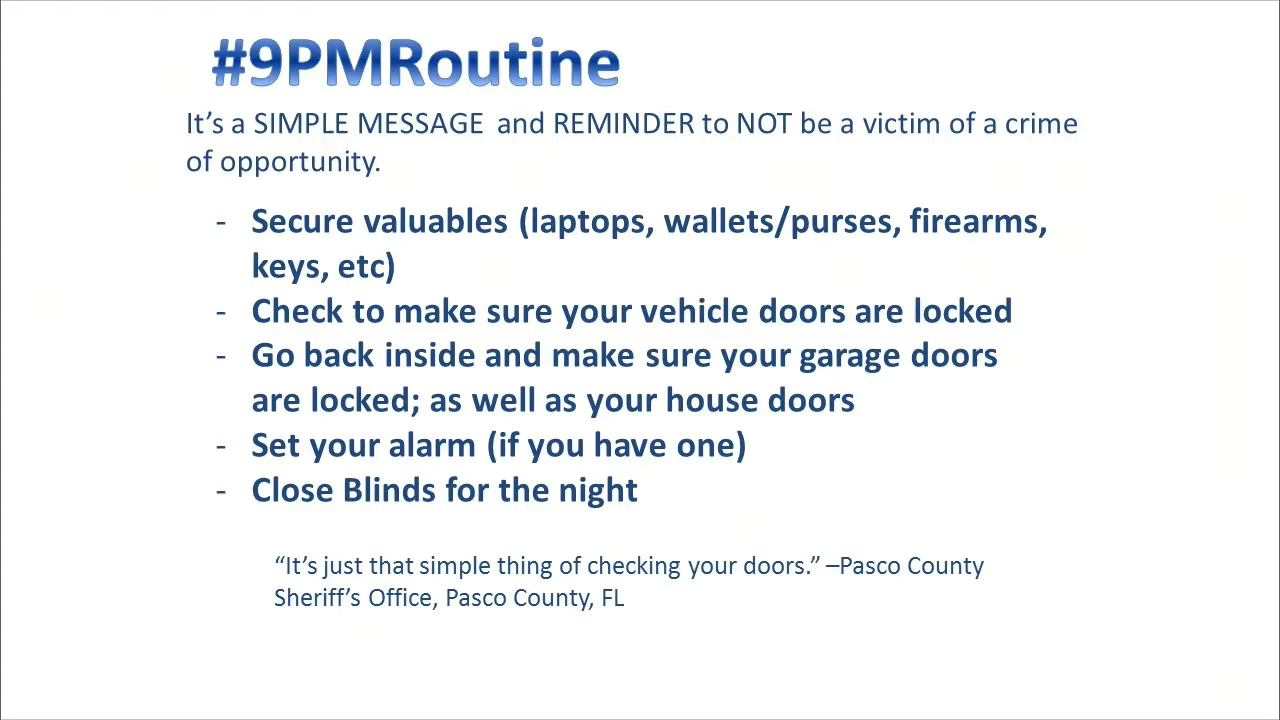 #9PMRoutine
It’s a SIMPLE MESSAGE and REMINDER to NOT be a victim of a crime
of opportunity.
- Secure valuables (laptops, wallets/purses, firearms,
keys, etc)
- Check to make sure your vehicle doors are locked
- Go back inside and make sure your garage doors
are locked; as well as your house doors
- Set your alarm (if you have one)
- Close Blinds for the night
“It’s just that simple thing of checking your doors.” –Pasco County
Sheriff’s Office, Pasco County, FL